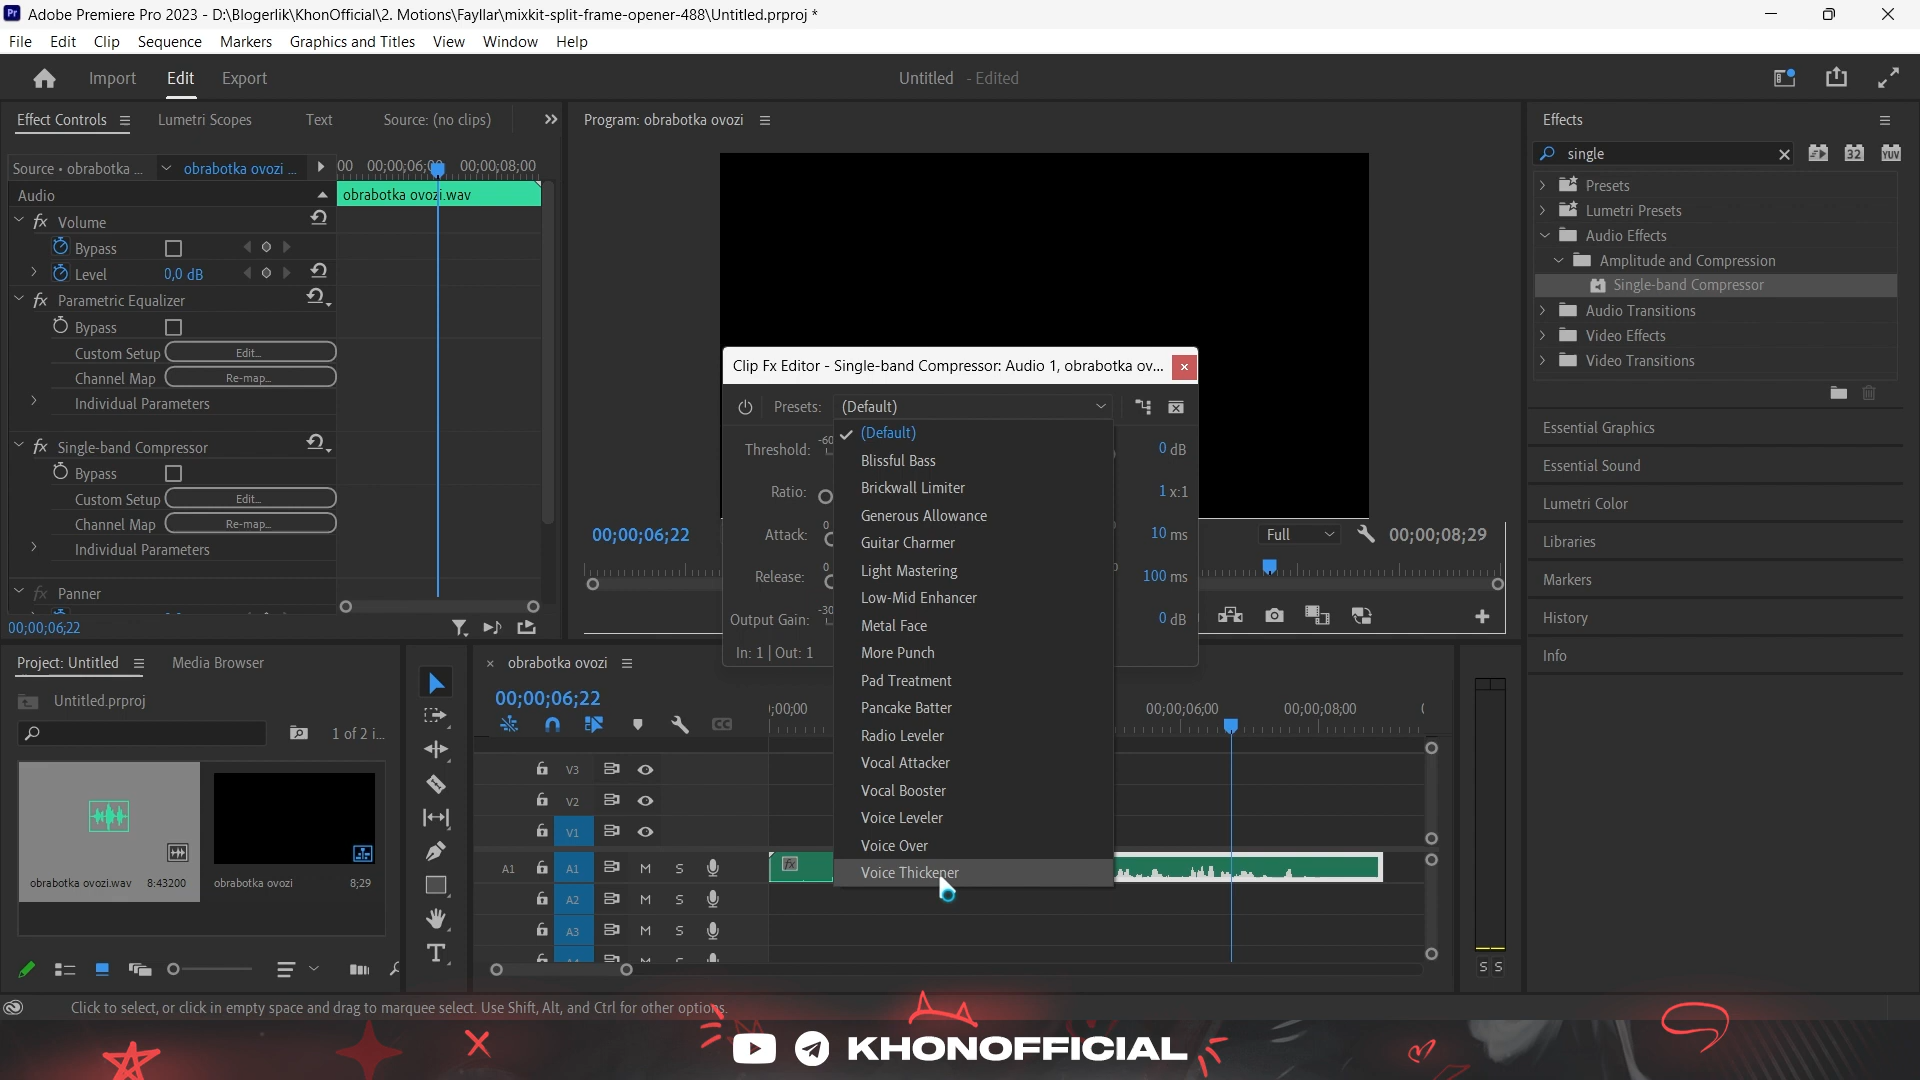 Adobe Premiere Pro 2023 - D:\Blogerlik\KhonOfficial\2. Motions\Fayllar\mixkit-split-frame-opener-488\Untitled.prproj *
File Edit Clip Sequence Markers Graphics and Titles View Window Help
Import Edit Export
Untitled - Edited
Effect Controls Lumetri Scopes Text Source: (no clips)
Program: obrabotka ovozi
Effects
single
Source • obrabotka ... obrabotka ovozi ...
00 00;00;06;00 00;00;08;00
Audio
obrabotka ovozi.wav
fx Volume
Bypass
Level 0,0 dB
fx Parametric Equalizer
Bypass
Custom Setup Edit...
Channel Map Re-map...
Individual Parameters
fx Single-band Compressor
Bypass
Custom Setup Edit...
Channel Map Re-map...
Individual Parameters
fx Panner
00;00;06;22
Presets
Lumetri Presets
Audio Effects
Amplitude and Compression
Single-band Compressor
Audio Transitions
Video Effects
Video Transitions
Essential Graphics
Essential Sound
Lumetri Color
Libraries
Markers
History
Info
32
YUV
Clip Fx Editor - Single-band Compressor: Audio 1, obrabotka ov...
Presets: (Default)
Threshold: -60 0 dB
Ratio: 1 x:1
Attack: 0 10 ms
Release: 0 100 ms
Output Gain: -30 0 dB
In: 1 | Out: 1
(Default)
Blissful Bass
Brickwall Limiter
Generous Allowance
Guitar Charmer
Light Mastering
Low-Mid Enhancer
Metal Face
More Punch
Pad Treatment
Pancake Batter
Radio Leveler
Vocal Attacker
Vocal Booster
Voice Leveler
Voice Over
Voice Thickener
00;00;06;22
Full
00;00;08;29
Project: Untitled Media Browser
Untitled.prproj
1 of 2 i...
obrabotka ovozi.wav 8:43200
obrabotka ovozi 8;29
× obrabotka ovozi
00;00;06;22
;00;00 00;00;06;00 00;00;08;00
CC
V3
V2
V1
A1 A1 M S
A2 M S
A3 M S
fx
S S
Click to select, or click in empty space and drag to marquee select. Use Shift, Alt, and Ctrl for other options.
KHONOFFICIAL